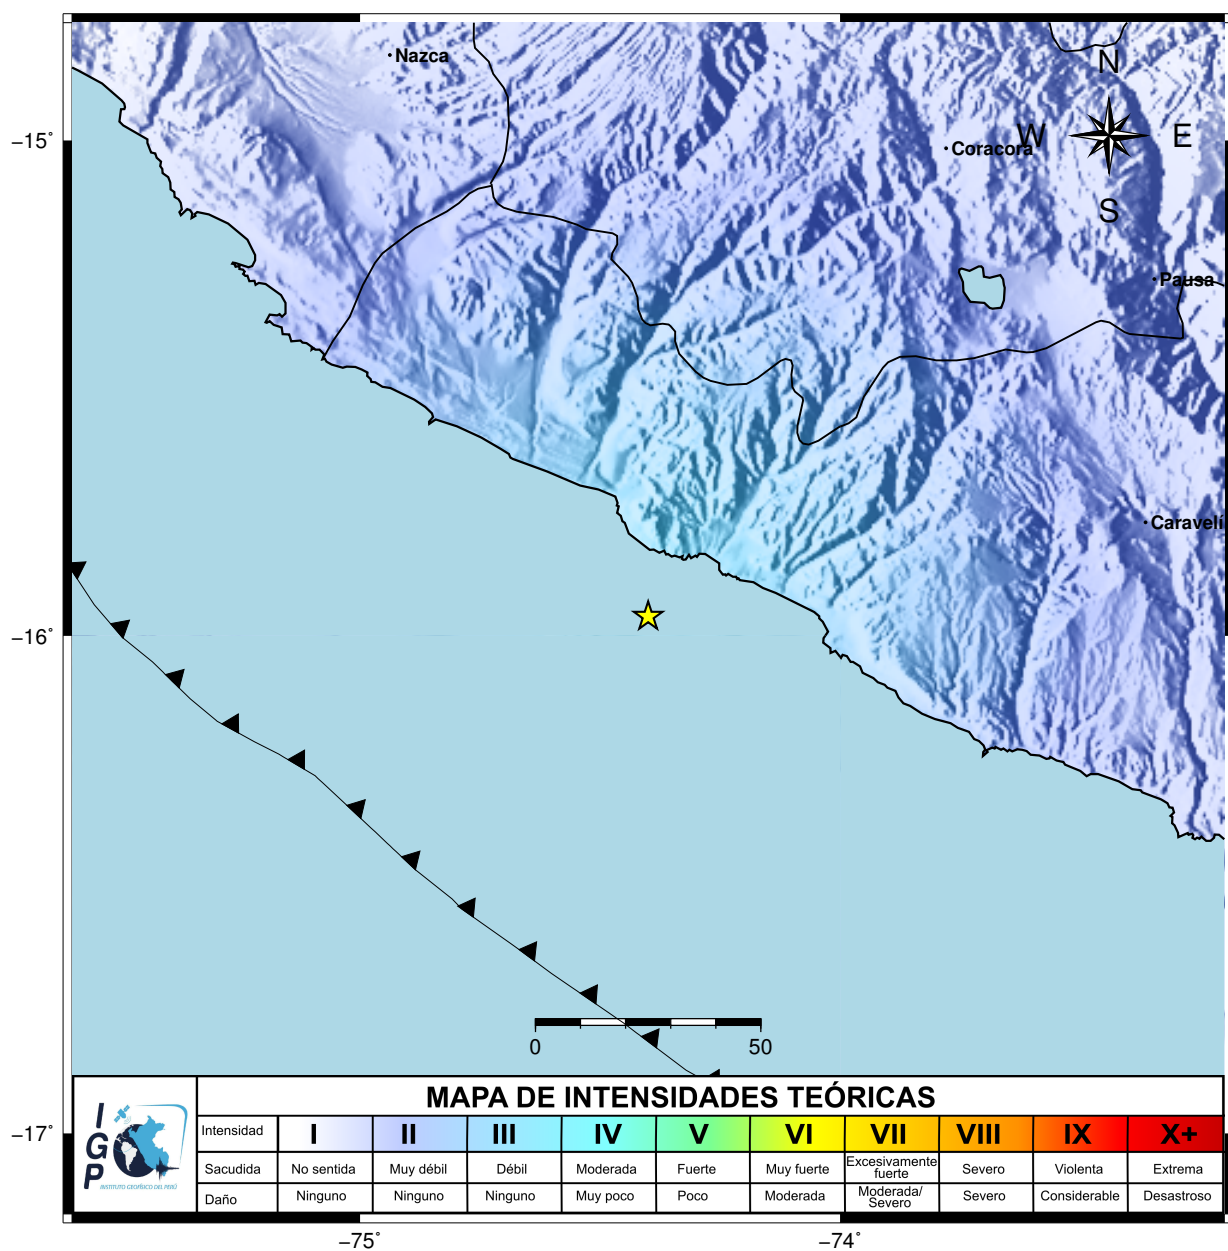 Nazca
N
W
E
S
Coracora
Pausa
Caravelí
−15˚
−16˚
−17˚
0
50
MAPA DE INTENSIDADES TEÓRICAS
Intensidad I II III IV V VI VII VIII IX X+
Sacudida No sentida Muy débil Débil Moderada Fuerte Muy fuerte Excesivamente fuerte Severo Violenta Extrema
Daño Ninguno Ninguno Ninguno Muy poco Poco Moderada Moderada/ Severo Severo Considerable Desastroso
IGP
INSTITUTO GEOFÍSICO DEL PERÚ
−75˚
−74˚